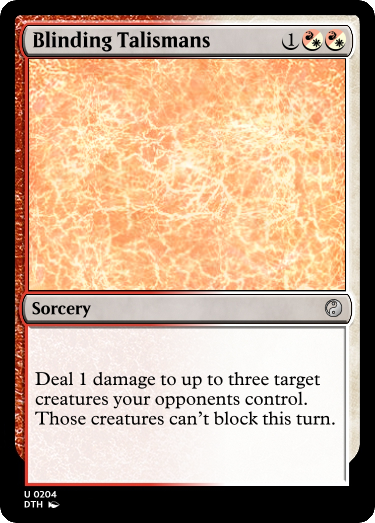 Blinding Talismans 1
Sorcery
Deal 1 damage to up to three target
creatures your opponents control.
Those creatures can't block this turn.
U 0204
DTH